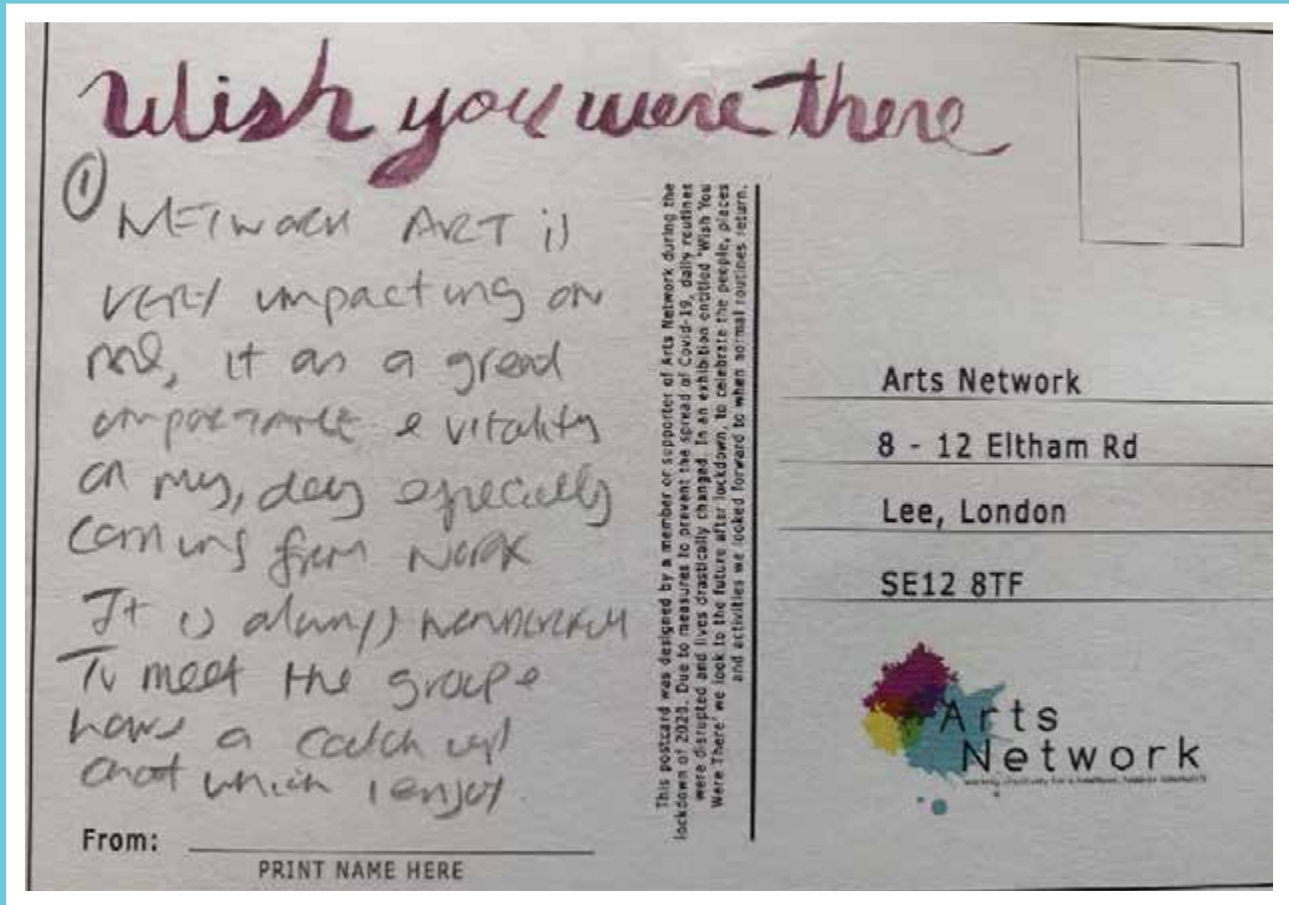 Wish you were there
①
NETWORK ART is
very impacting on
me, it as a great
importance & vitality
on my, day especially
coming from work
It is always wonderful
To meet the group &
have a catch up/
chat which I enjoy.
From:
PRINT NAME HERE
This postcard was designed by a member or supporter of Arts Network during the
lockdown of 2020. Due to measures to prevent the spread of Covid-19, daily routines
were disrupted and lives drastically changed. In an exhibition entitled 'Wish You
Were There' we look to the future after lockdown, to celebrate the people, places
and activities we looked forward to when normal routines return.
Arts Network
8 - 12 Eltham Rd
Lee, London
SE12 8TF
Arts
Network